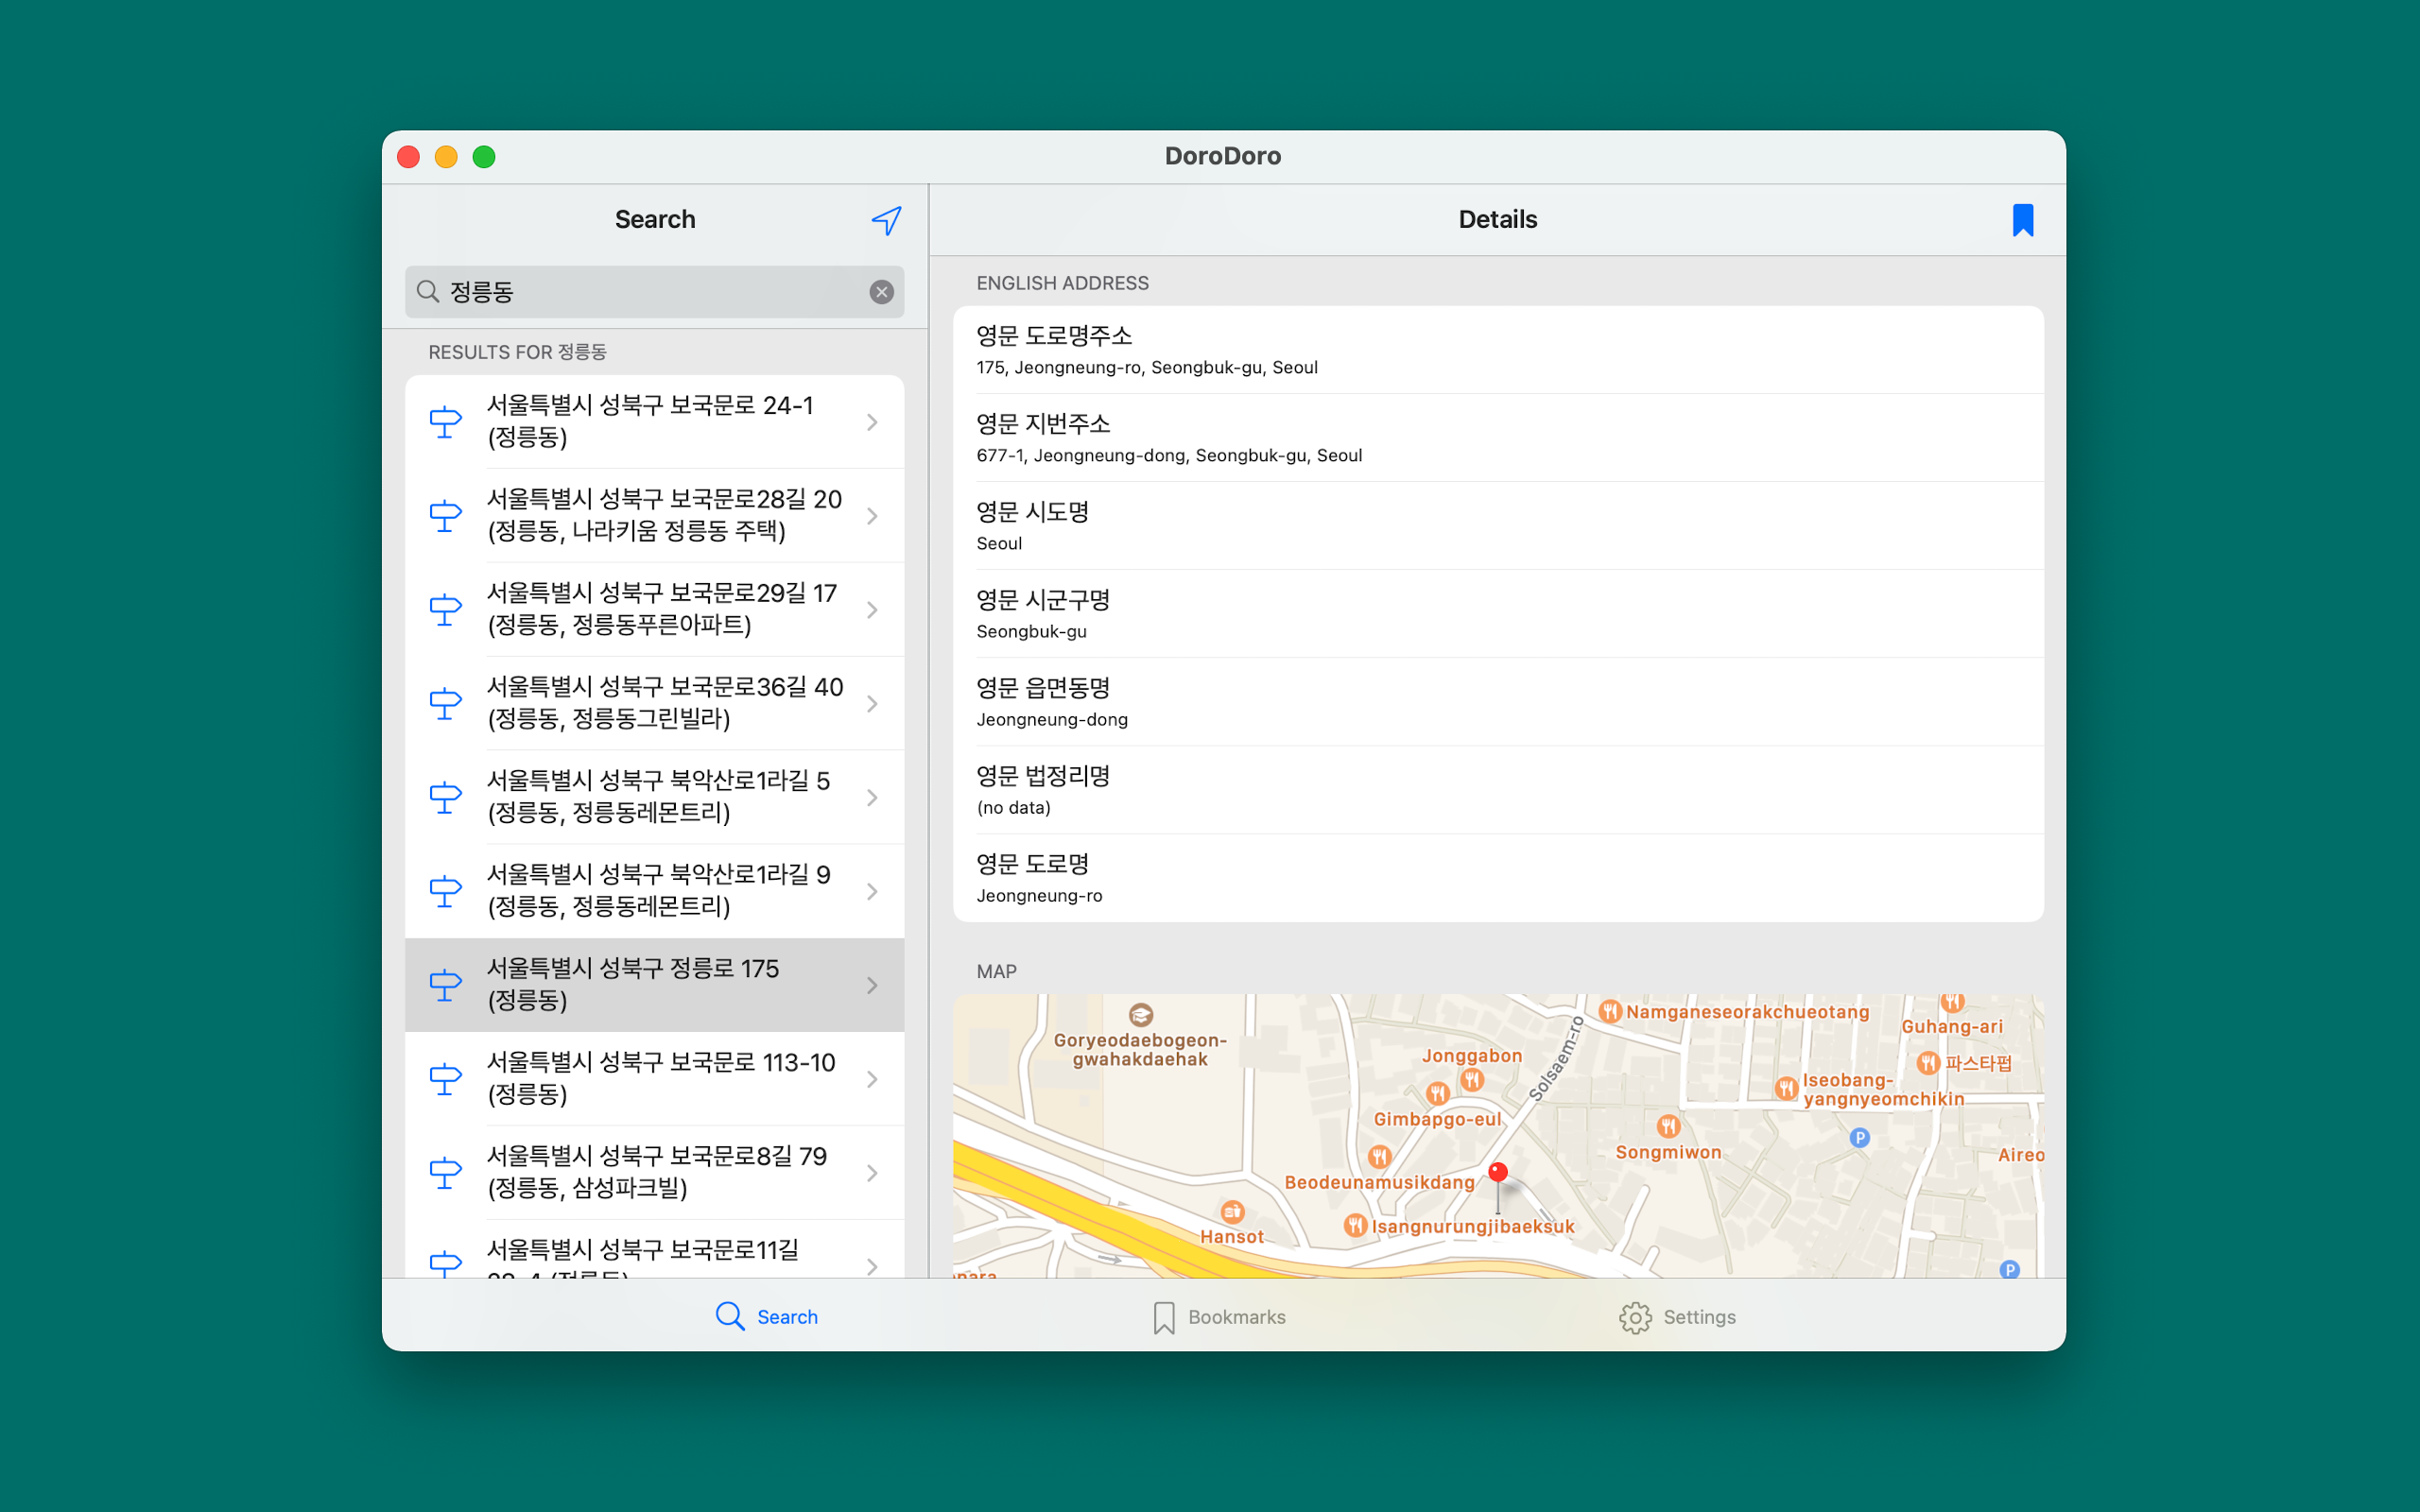 DoroDoro
Search
정릉동
RESULTS FOR 정릉동
서울특별시 성북구 보국문로 24-1
(정릉동)
서울특별시 성북구 보국문로28길 20
(정릉동, 나라키움 정릉동 주택)
서울특별시 성북구 보국문로29길 17
(정릉동, 정릉동푸른아파트)
서울특별시 성북구 보국문로36길 40
(정릉동, 정릉동그린빌라)
서울특별시 성북구 북악산로1라길 5
(정릉동, 정릉동레몬트리)
서울특별시 성북구 북악산로1라길 9
(정릉동, 정릉동레몬트리)
서울특별시 성북구 정릉로 175
(정릉동)
서울특별시 성북구 정릉로 113-10
(정릉동)
서울특별시 성북구 보국문로8길 79
(정릉동, 삼성파크빌)
서울특별시 성북구 보국문로11길
Details
ENGLISH ADDRESS
영문 도로명주소
175, Jeongneung-ro, Seongbuk-gu, Seoul
영문 지번주소
677-1, Jeongneung-dong, Seongbuk-gu, Seoul
영문 시도명
Seoul
영문 시군구명
Seongbuk-gu
영문 읍면동명
Jeongneung-dong
영문 법정리명
(no data)
영문 도로명
Jeongneung-ro
MAP
Goryeodaebogeon-
gwahakdaehak
Namganeseorakchueotang
Guhang-ari
Solsaem-ro
Jonggabon
파스타펍
Iseobang-
yangnyeomchikin
Gimbapgo-eul
P
Songmiwon
Aireo
Beodeunamusikdang
Isangnurungjibaeksuk
Hansot
P
Search
Bookmarks
Settings